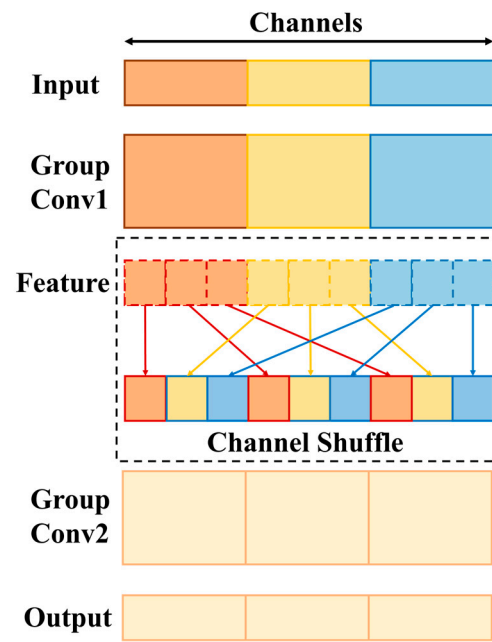 Channels
Input
Group
Conv1
Feature
Channel Shuffle
Group
Conv2
Output